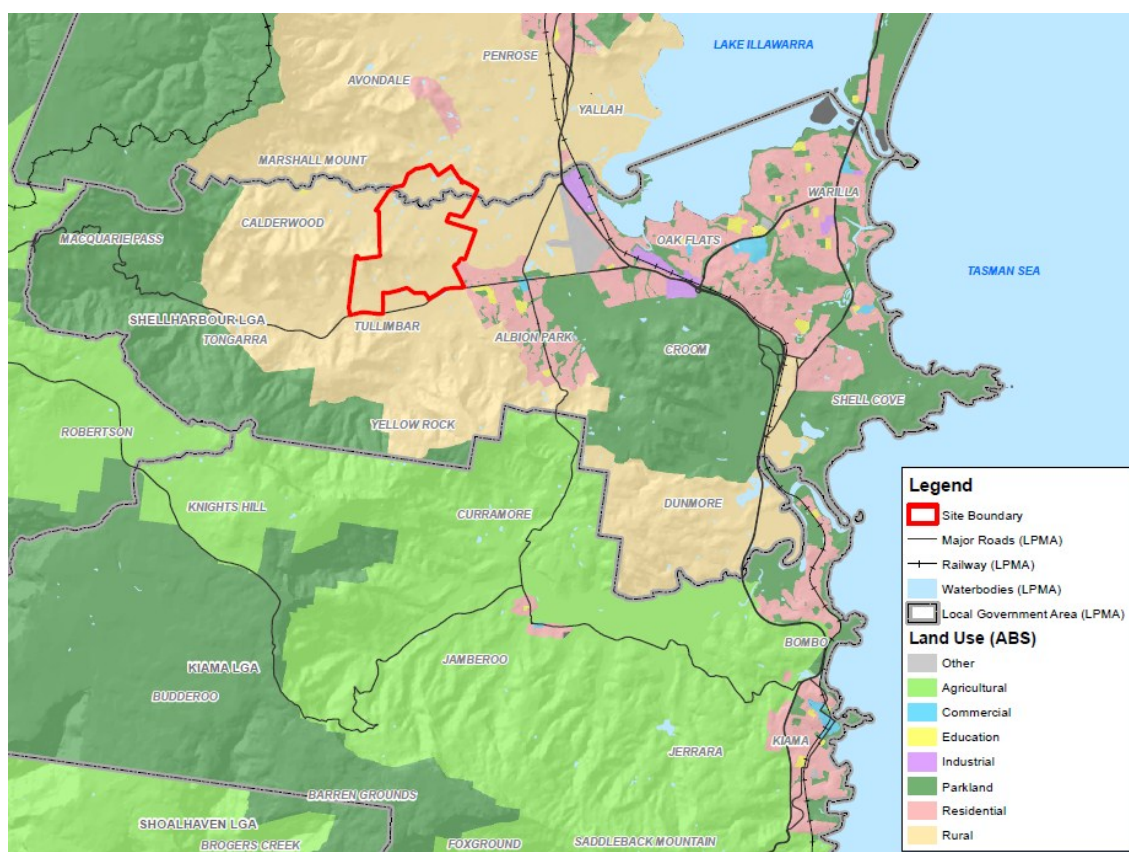 LAKE ILLAWARRA
PENROSE
AVONDALE
YALLAH
MARSHALL MOUNT
WARILLA
CALDERWOOD
MACQUARIE PASS
OAK FLATS
TASMAN SEA
SHELLHARBOUR LGA
TONGARRA
TULLIMBAR
ALBION PARK
CROOM
SHELL COVE
YELLOW ROCK
ROBERTSON
KNIGHTS HILL
CURRAMORE
DUNMORE
BOMBO
JAMBEROO
KIAMA LGA
BUDDEROO
KIAMA
JERRARA
BARREN GROUNDS
SHOALHAVEN LGA
BROGERS CREEK
FOXGROUND
SADDLEBACK MOUNTAIN
Legend
Site Boundary
Major Roads (LPMA)
Railway (LPMA)
Waterbodies (LPMA)
Local Government Area (LPMA)
Land Use (ABS)
Other
Agricultural
Commercial
Education
Industrial
Parkland
Residential
Rural